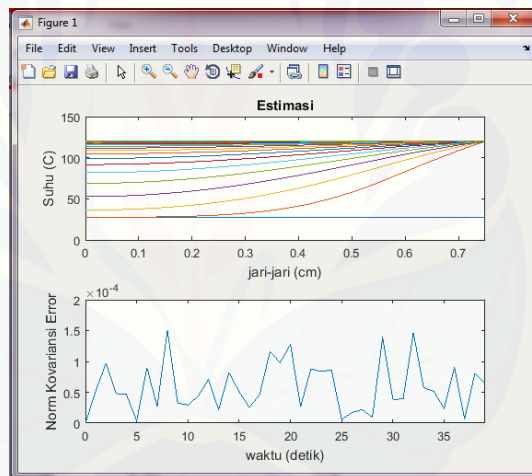 Figure 1
File Edit View Insert Tools Desktop Window Help
Estimasi
150
100
50
0
Suhu (C)
0 0.1 0.2 0.3 0.4 0.5 0.6 0.7
jari-jari (cm)
×10⁻⁴
2
1.5
1
0.5
0
Norm Kovariansi Error
0 5 10 15 20 25 30 35
waktu (detik)